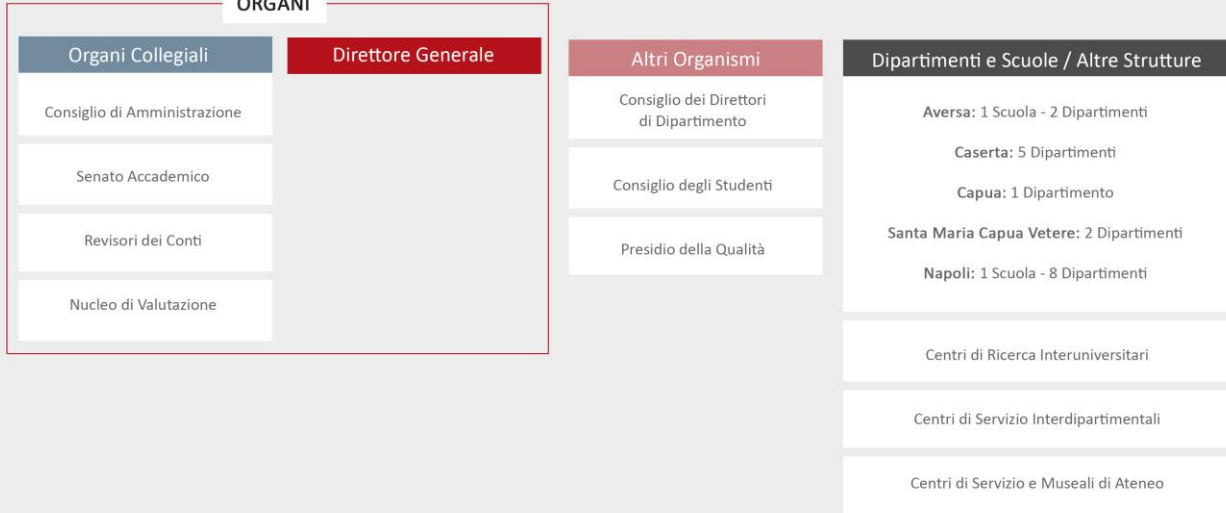 ORGANI
Organi Collegiali
Consiglio di Amministrazione
Senato Accademico
Revisori dei Conti
Nucleo di Valutazione
Direttore Generale
Altri Organismi
Consiglio dei Direttori
di Dipartimento
Consiglio degli Studenti
Presidio della Qualità
Dipartimenti e Scuole / Altre Strutture
Aversa: 1 Scuola - 2 Dipartimenti
Caserta: 5 Dipartimenti
Capua: 1 Dipartimento
Santa Maria Capua Vetere: 2 Dipartimenti
Napoli: 1 Scuola - 8 Dipartimenti
Centri di Ricerca Interuniversitari
Centri di Servizio Interdipartimentali
Centri di Servizio e Museali di Ateneo